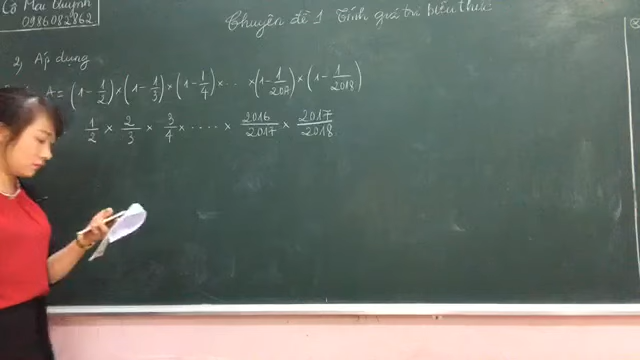 Cô Mai Quỳnh
0986082862
Chuyên đề 1 Tính giá trị biểu thức
2) Áp dụng
A = (1 - 1/2) × (1 - 1/3) × (1 - 1/4) × ... × (1 - 1/2017) × (1 - 1/2018)
1/2 × 2/3 × 3/4 × .... × 2016/2017 × 2017/2018